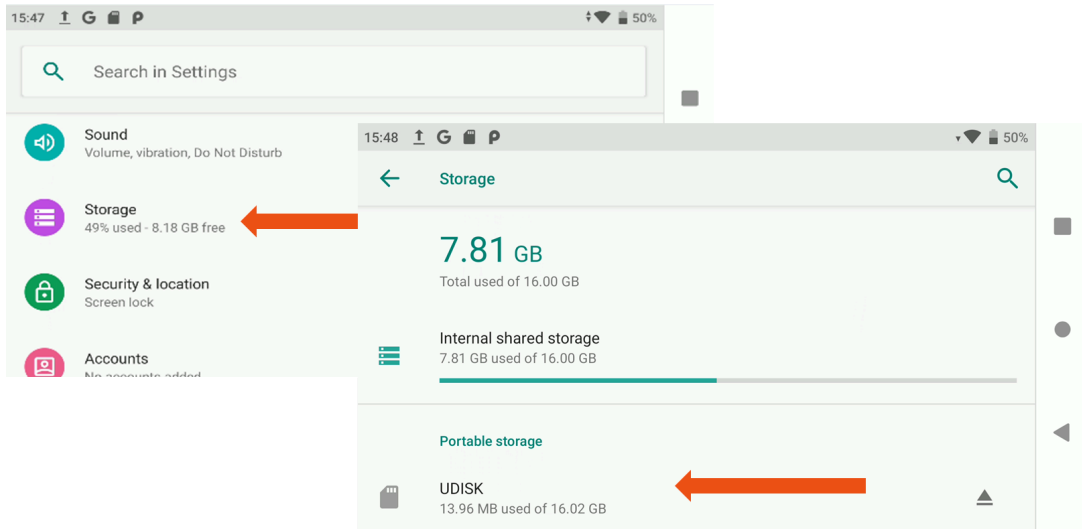 15:47
50%
Search in Settings
Sound
Volume, vibration, Do Not Disturb
Storage
49% used - 8.18 GB free
Security & location
Screen lock
Accounts
No accounts added
15:48
50%
Storage
7.81 GB
Total used of 16.00 GB
Internal shared storage
7.81 GB used of 16.00 GB
Portable storage
UDISK
13.96 MB used of 16.02 GB